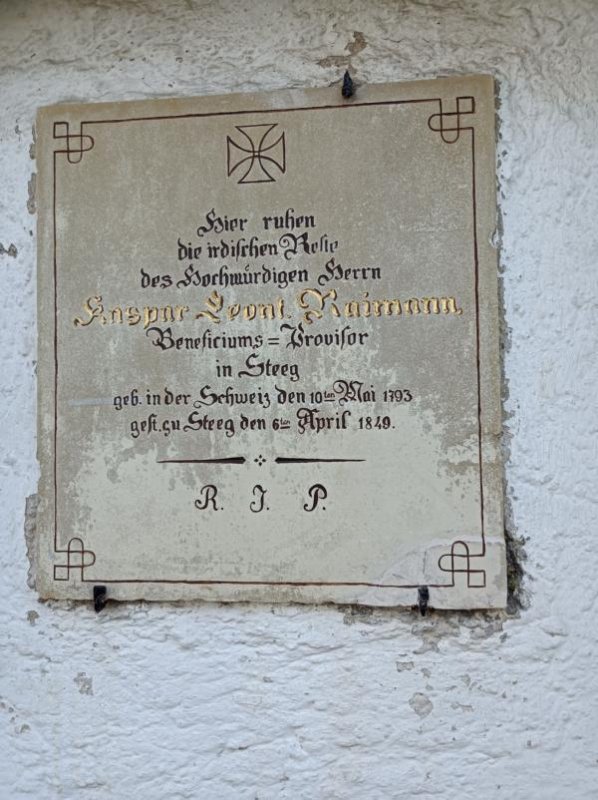 Hier ruhen
die irdischen Reste
des Hochwürdigen Herrn
Kaspar Leont. Raimann,
Beneficiums=Provisor
in Steeg
geb. in der Schweiz den 10ten Mai 1793
gest. zu Steeg den 6ten April 1849.
R. I. P.